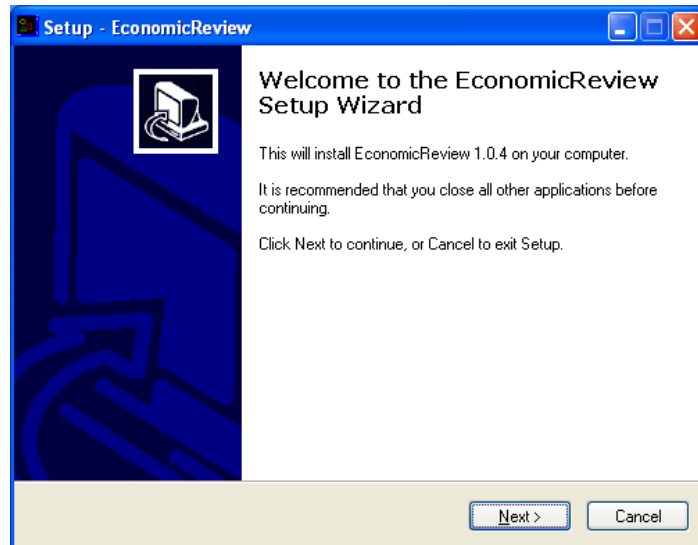 Setup - EconomicReview
Welcome to the EconomicReview
Setup Wizard
This will install EconomicReview 1.0.4 on your computer.
It is recommended that you close all other applications before
continuing.
Click Next to continue, or Cancel to exit Setup.
Next >
Cancel